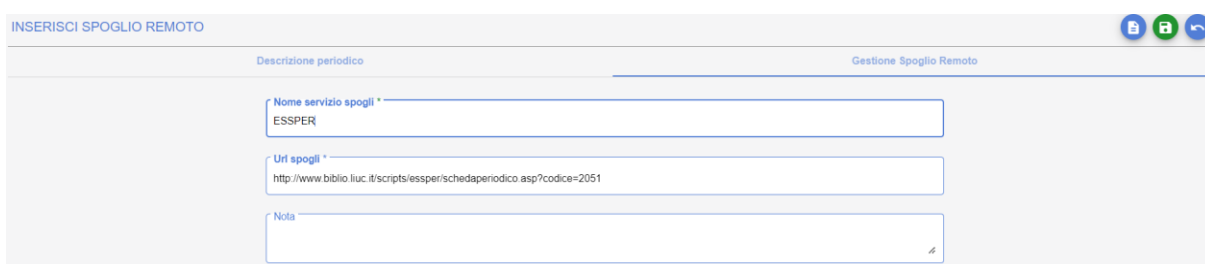 INSERISCI SPOGLIO REMOTO
Descrizione periodico
Gestione Spoglio Remoto
Nome servizio spogli *
ESSPER
Url spogli *
http://www.biblio.liuc.it/scripts/essper/schedaperiodico.asp?codice=2051
Nota